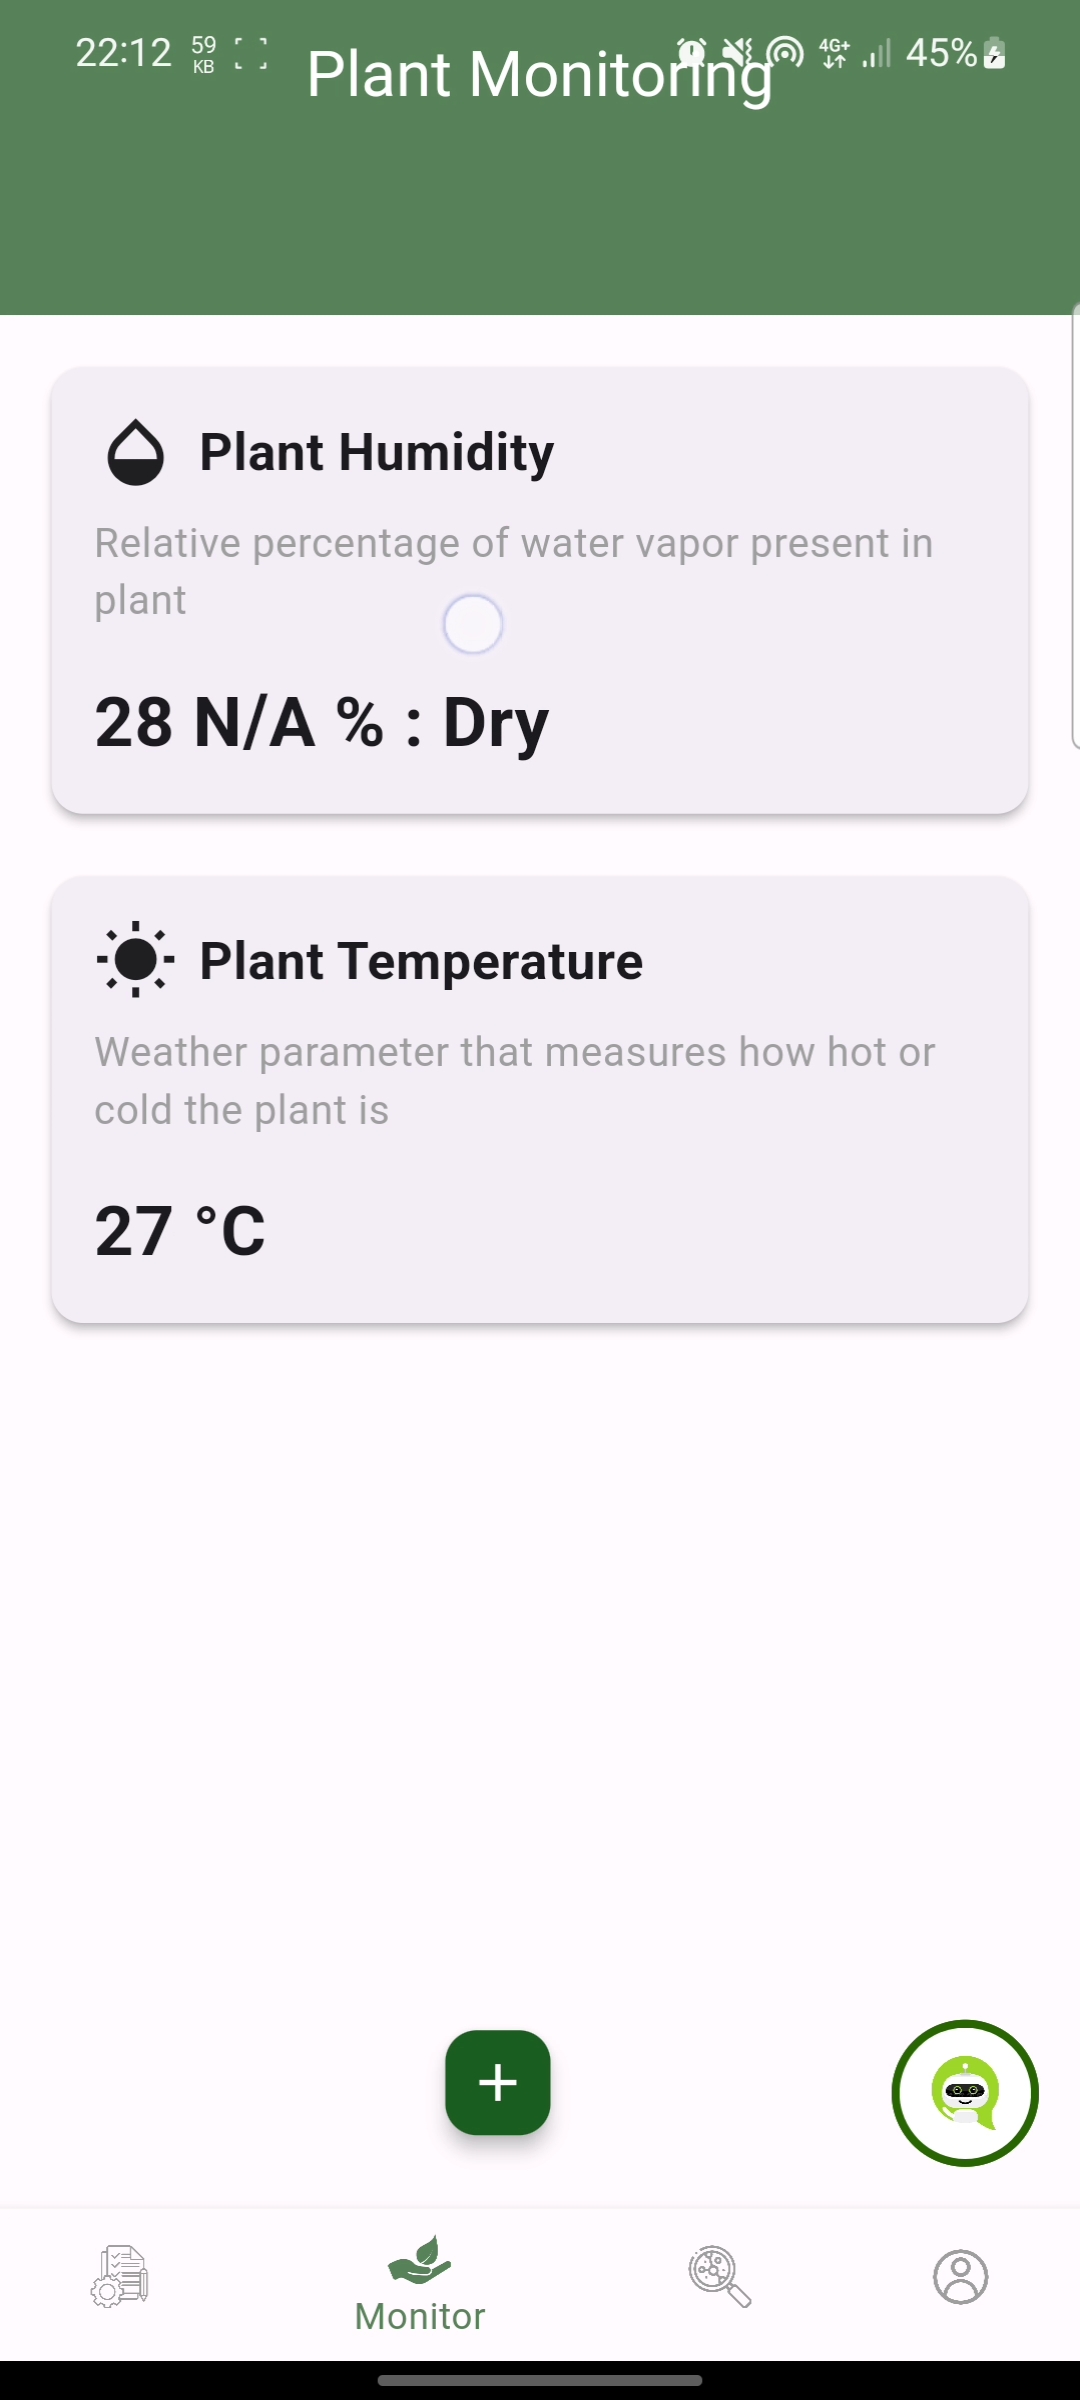 22:12 59 KB 4G+ 45%
Plant Monitoring
Plant Humidity
Relative percentage of water vapor present in
plant
28 N/A % : Dry
Plant Temperature
Weather parameter that measures how hot or
cold the plant is
27 °C
Monitor